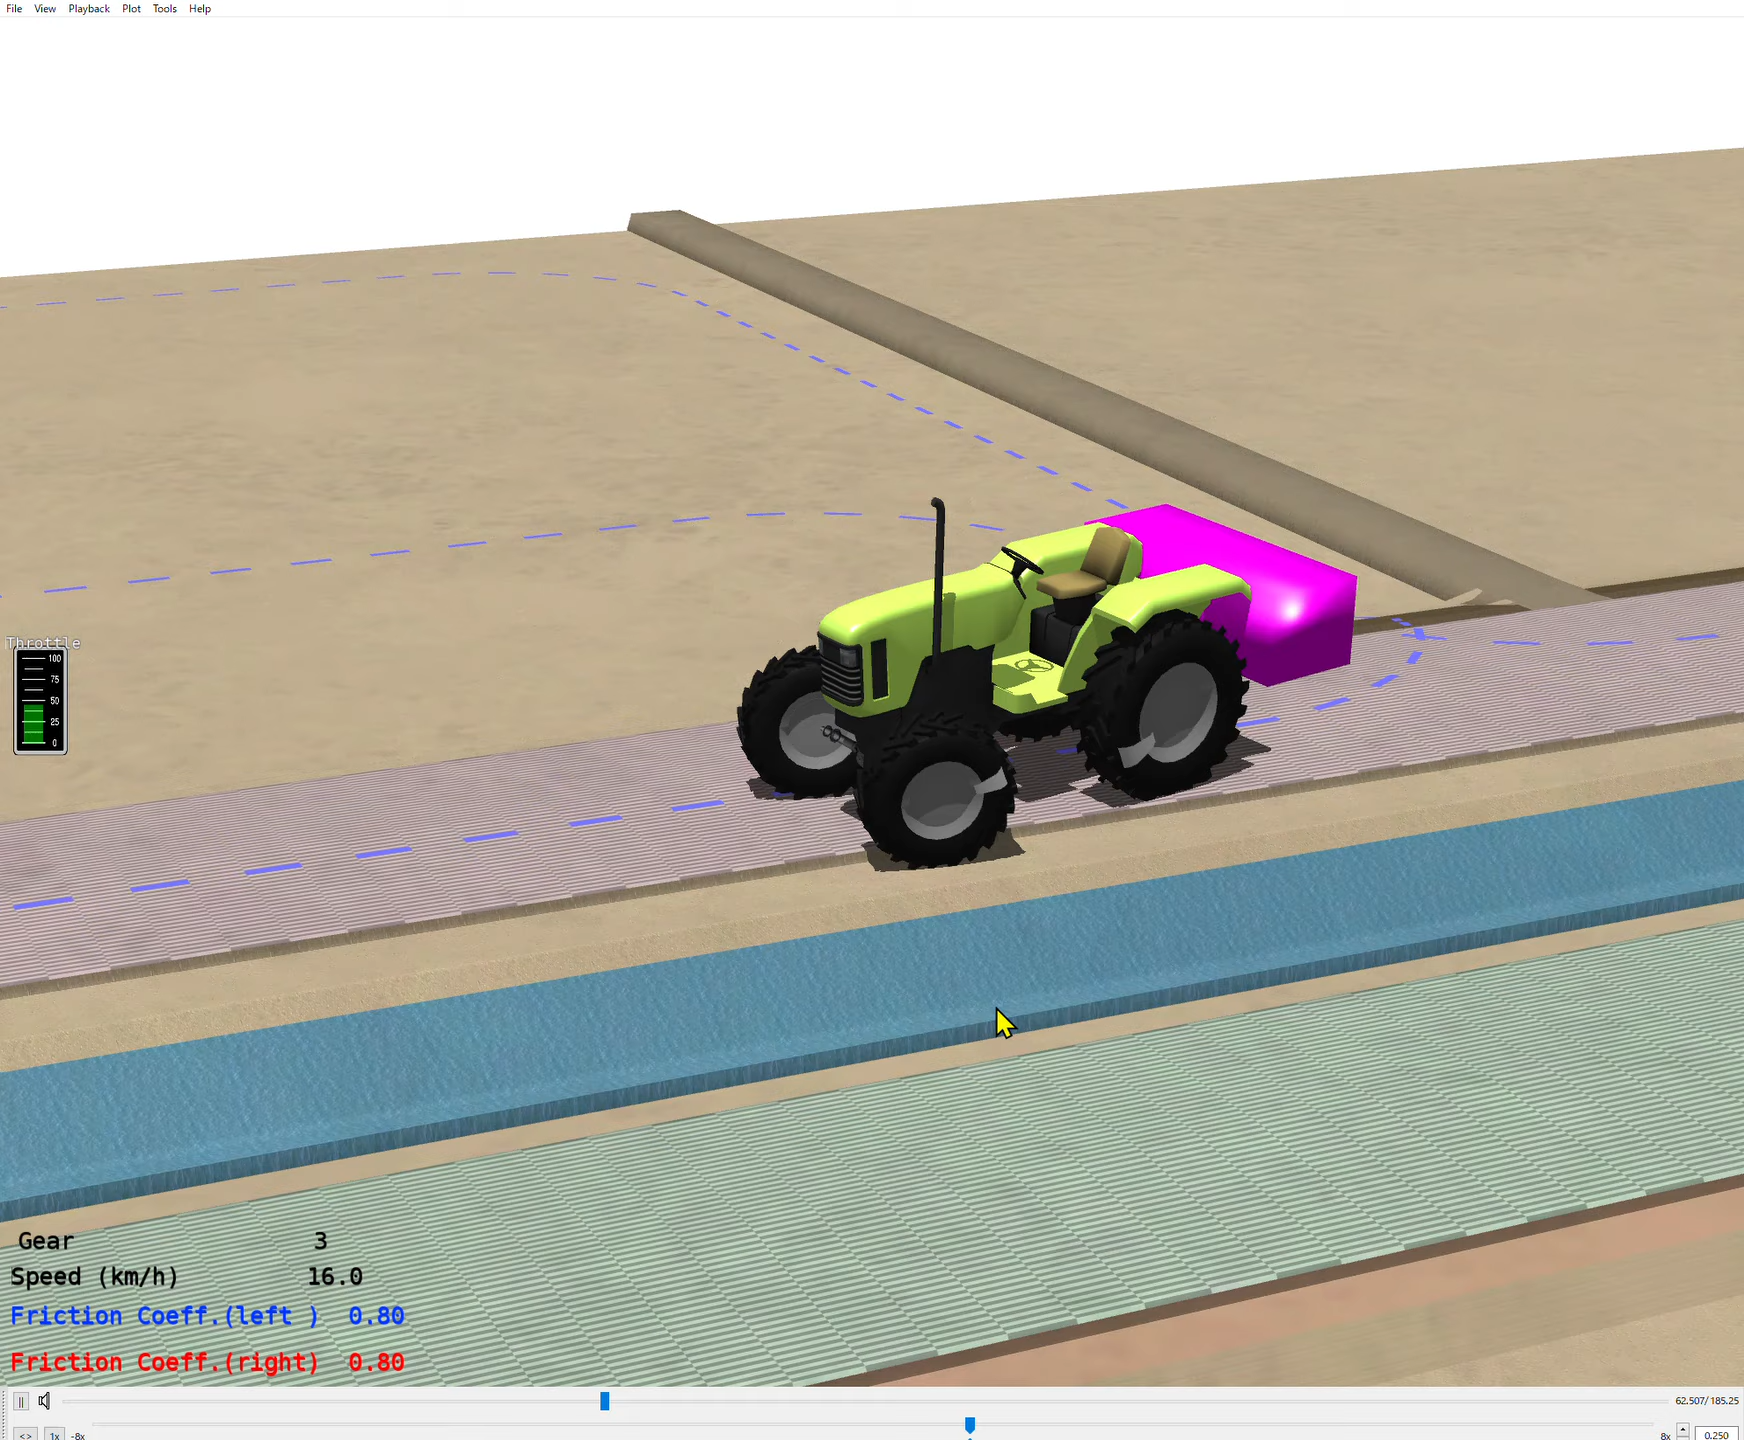 File View Playback Plot Tools Help
Throttle
100
75
50
25
0
Gear 3
Speed (km/h) 16.0
Friction Coeff.(left ) 0.80
Friction Coeff.(right) 0.80
62.507/185.25
<> 1x -8x 8x 0.250